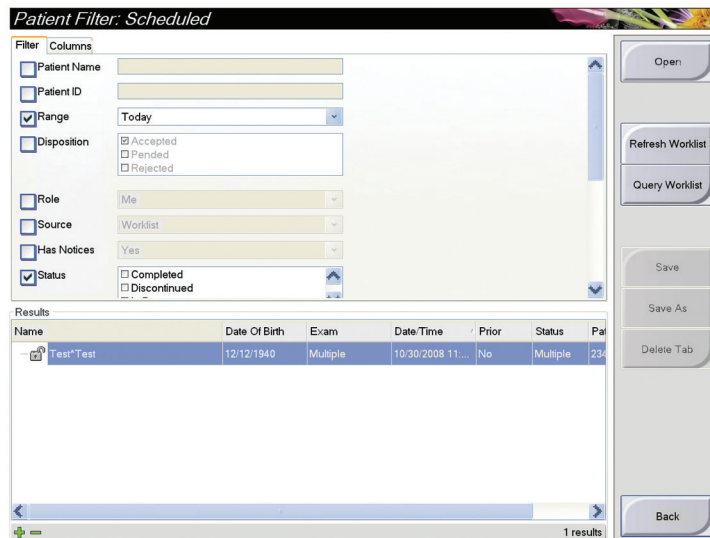 Patient Filter: Scheduled
Filter Columns
Patient Name
Patient ID
Range Today
Disposition Accepted
Pended
Rejected
Role Me
Source Worklist
Has Notices Yes
Status Completed
Discontinued
Open
Refresh Worklist
Query Worklist
Save
Save As
Delete Tab
Back
Results
Name Date Of Birth Exam Date/Time Prior Status Pat
Test^Test 12/12/1940 Multiple 10/30/2008 11:... No Multiple 234
1 results